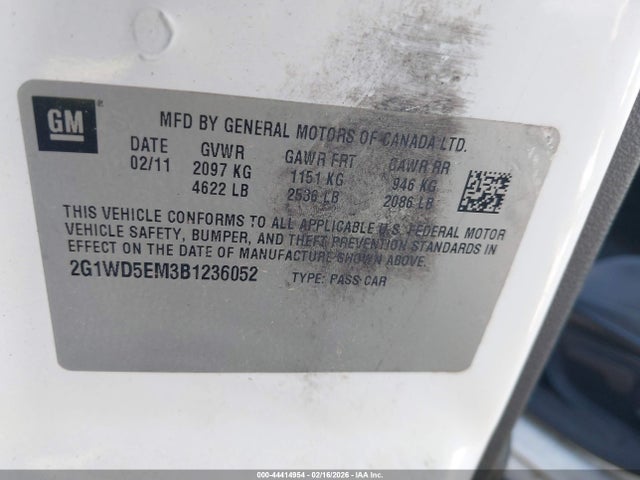 GM
MFD BY GENERAL MOTORS OF CANADA LTD.
DATE GVWR GAWR FRT GAWR RR
02/11 2097 KG 1151 KG 946 KG
4622 LB 2536 LB 2086 LB
THIS VEHICLE CONFORMS TO ALL APPLICABLE U.S. FEDERAL MOTOR
VEHICLE SAFETY, BUMPER, AND THEFT PREVENTION STANDARDS IN
EFFECT ON THE DATE OF MANUFACTURE SHOWN ABOVE.
2G1WD5EM3B1236052 TYPE: PASS CAR
000-44414954 - 02/16/2026 - COPYRIGHT © IAA